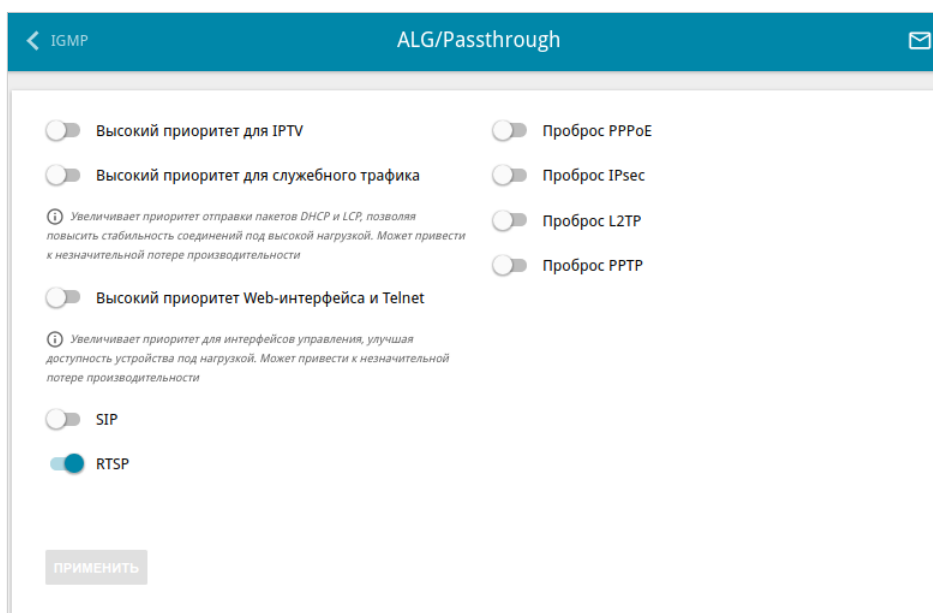 IGMP
ALG/Passthrough
Высокий приоритет для IPTV
Высокий приоритет для служебного трафика
Увеличивает приоритет отправки пакетов DHCP и LCP, позволяя
повысить стабильность соединений под высокой нагрузкой. Может привести
к незначительной потере производительности
Высокий приоритет Web-интерфейса и Telnet
Увеличивает приоритет для интерфейсов управления, улучшая
доступность устройства под нагрузкой. Может привести к незначительной
потере производительности
SIP
RTSP
Проброс PPPoE
Проброс IPsec
Проброс L2TP
Проброс PPTP
ПРИМЕНИТЬ